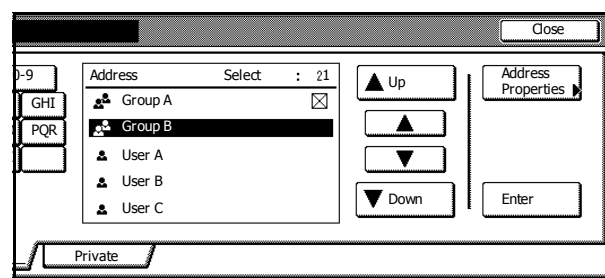 Close
0-9
GHI
PQR
Address Select : 21
Group A
Group B
User A
User B
User C
Up
Down
Address
Properties
Enter
Private